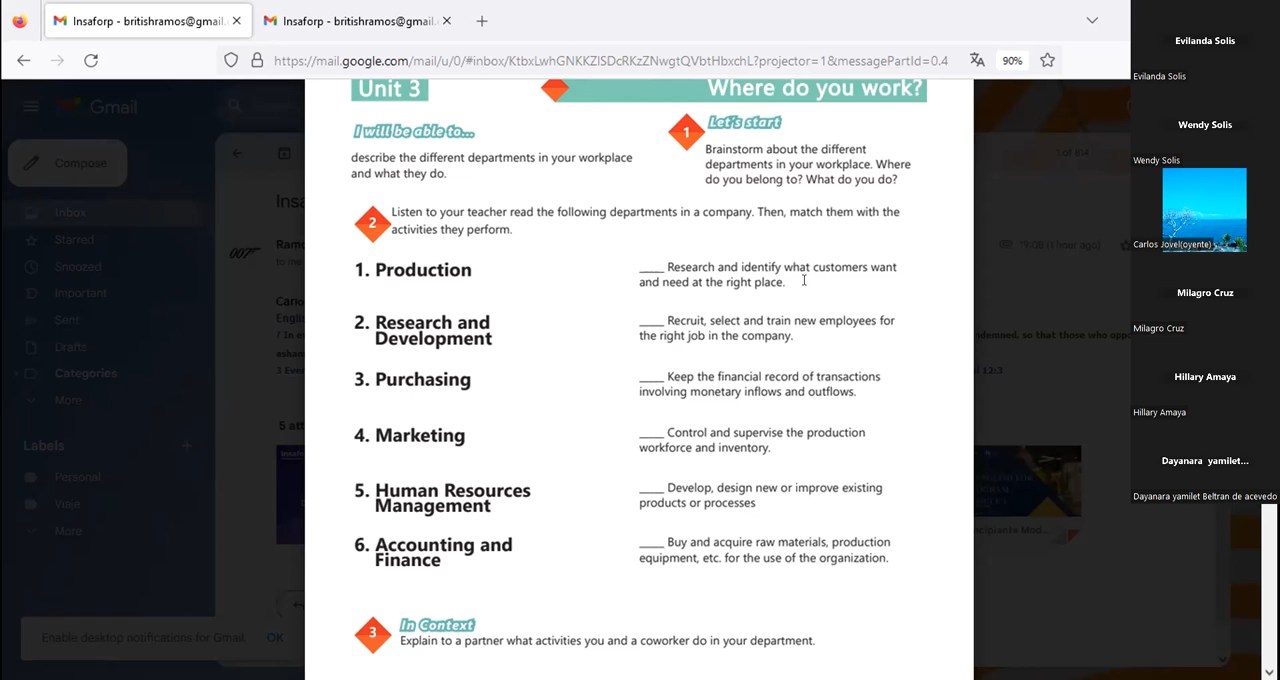 Insaforp - britishramos@gmail.
Insaforp - britishramos@gmail.
https://mail.google.com/mail/u/0/#inbox/KtbxLwhGNKKZlSDcRKzZNwgtQVbtHbxchL?projector=1&messagePartId=0.4
90%
Gmail
Compose
Inbox
Starred
Snoozed
Important
Sent
Drafts
Categories
More
Labels
Personal
More
Enable desktop notifications for Gmail.
OK
Unit 3
Where do you work?
I will be able to...
describe the different departments in your workplace
and what they do.
1
Let's start
Brainstorm about the different
departments in your workplace. Where
do you belong to? What do you do?
2
Listen to your teacher read the following departments in a company. Then, match them with the
activities they perform.
1. Production
____ Research and identify what customers want
and need at the right place.
2. Research and
Development
____ Recruit, select and train new employees for
the right job in the company.
3. Purchasing
____ Keep the financial record of transactions
involving monetary inflows and outflows.
4. Marketing
____ Control and supervise the production
workforce and inventory.
5. Human Resources
Management
____ Develop, design new or improve existing
products or processes
6. Accounting and
Finance
____ Buy and acquire raw materials, production
equipment, etc. for the use of the organization.
3
In Context
Explain to a partner what activities you and a coworker do in your department.
Evilanda Solis
Evilanda Solis
Wendy Solis
Wendy Solis
Carlos Jovel(oyente)
Milagro Cruz
Milagro Cruz
Hillary Amaya
Hillary Amaya
Dayanara yamilet...
Dayanara yamilet Beltran de acevedo